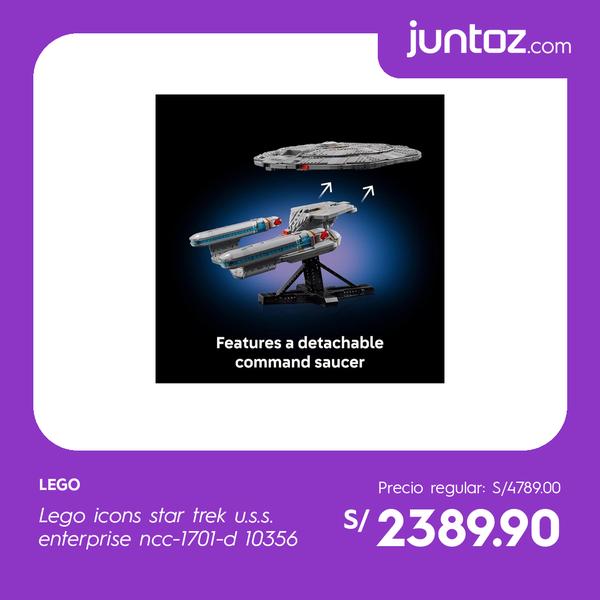 juntoz.com
Features a detachable
command saucer
LEGO
Lego icons star trek u.s.s.
enterprise ncc-1701-d 10356
Precio regular: S/4789.00
S/ 2389.90